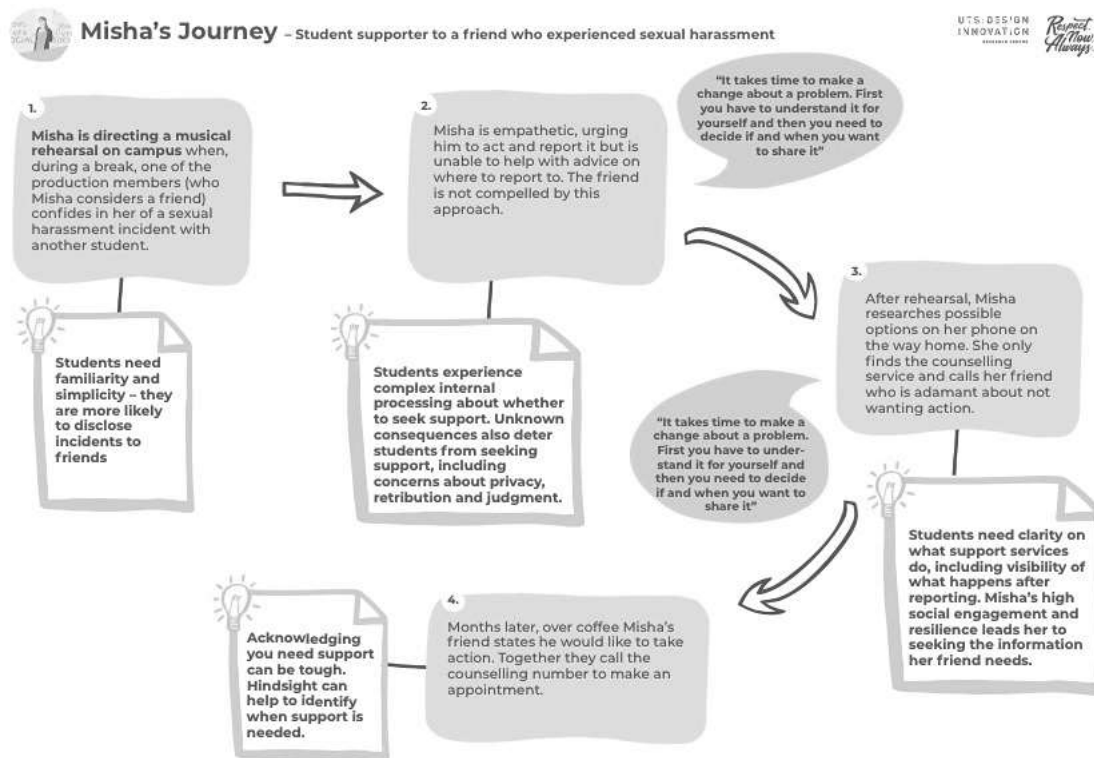 Misha's Journey – Student supporter to a friend who experienced sexual harassment
UTS:DESIGN
INNOVATION
Respect.
Now.
Always.
1.
Misha is directing a musical
rehearsal on campus when,
during a break, one of the
production members (who
Misha considers a friend)
confides in her of a sexual
harassment incident with
another student.
Students need
familiarity and
simplicity – they
are more likely
to disclose
incidents to
friends
2.
Misha is empathetic, urging
him to act and report it but is
unable to help with advice on
where to report to. The friend
is not compelled by this
approach.
"It takes time to make a
change about a problem. First
you have to understand it for
yourself and then you need to
decide if and when you want
to share it"
Students experience
complex internal
processing about whether
to seek support. Unknown
consequences also deter
students from seeking
support, including
concerns about privacy,
retribution and judgment.
3.
After rehearsal, Misha
researches possible
options on her phone on
the way home. She only
finds the counselling
service and calls her friend
who is adamant about not
wanting action.
"It takes time to make a
change about a problem.
First you have to under-
stand it for yourself and
then you need to decide
if and when you want to
share it"
Students need clarity on
what support services
do, including visibility of
what happens after
reporting. Misha's high
social engagement and
resilience leads her to
seeking the information
her friend needs.
4.
Months later, over coffee Misha's
friend states he would like to take
action. Together they call the
counselling number to make an
appointment.
Acknowledging
you need support
can be tough.
Hindsight can
help to identify
when support is
needed.